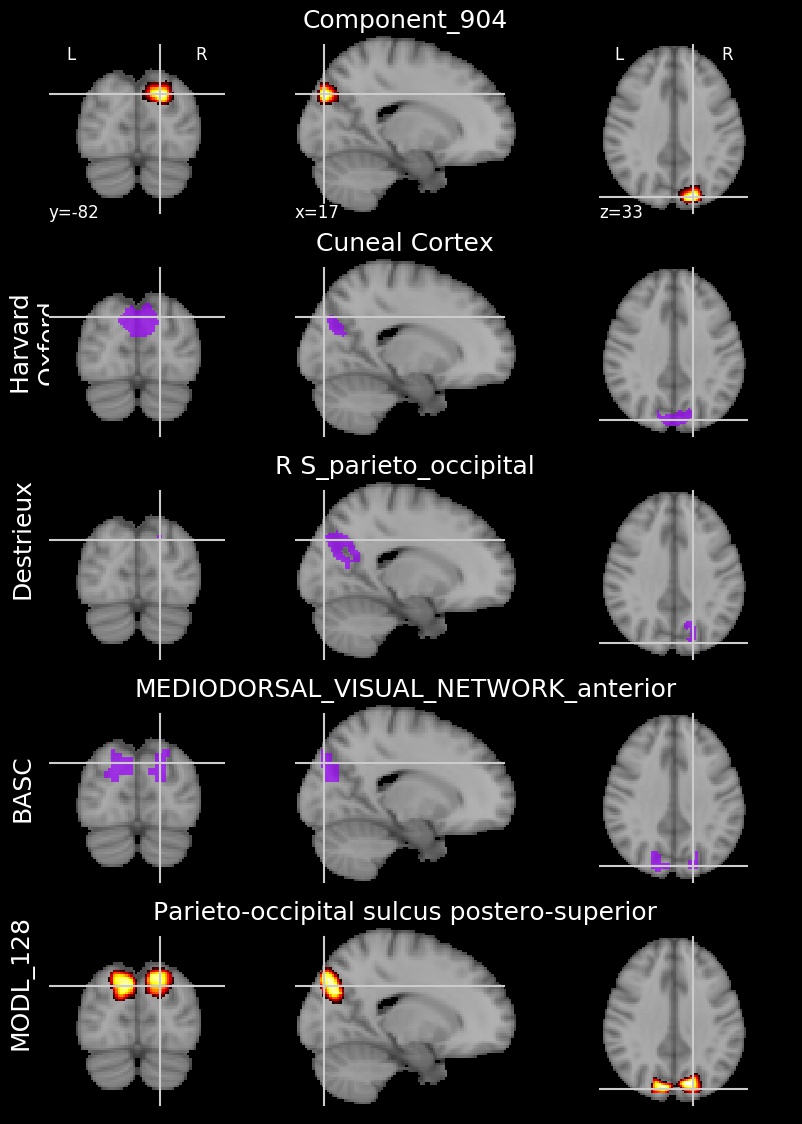 Component_904
L R L R
y=-82 x=17 z=33
Cuneal Cortex
Harvard
R S_parieto_occipital
Destrieux
MEDIODORSAL_VISUAL_NETWORK_anterior
BASC
Parieto-occipital sulcus postero-superior
MODL_128